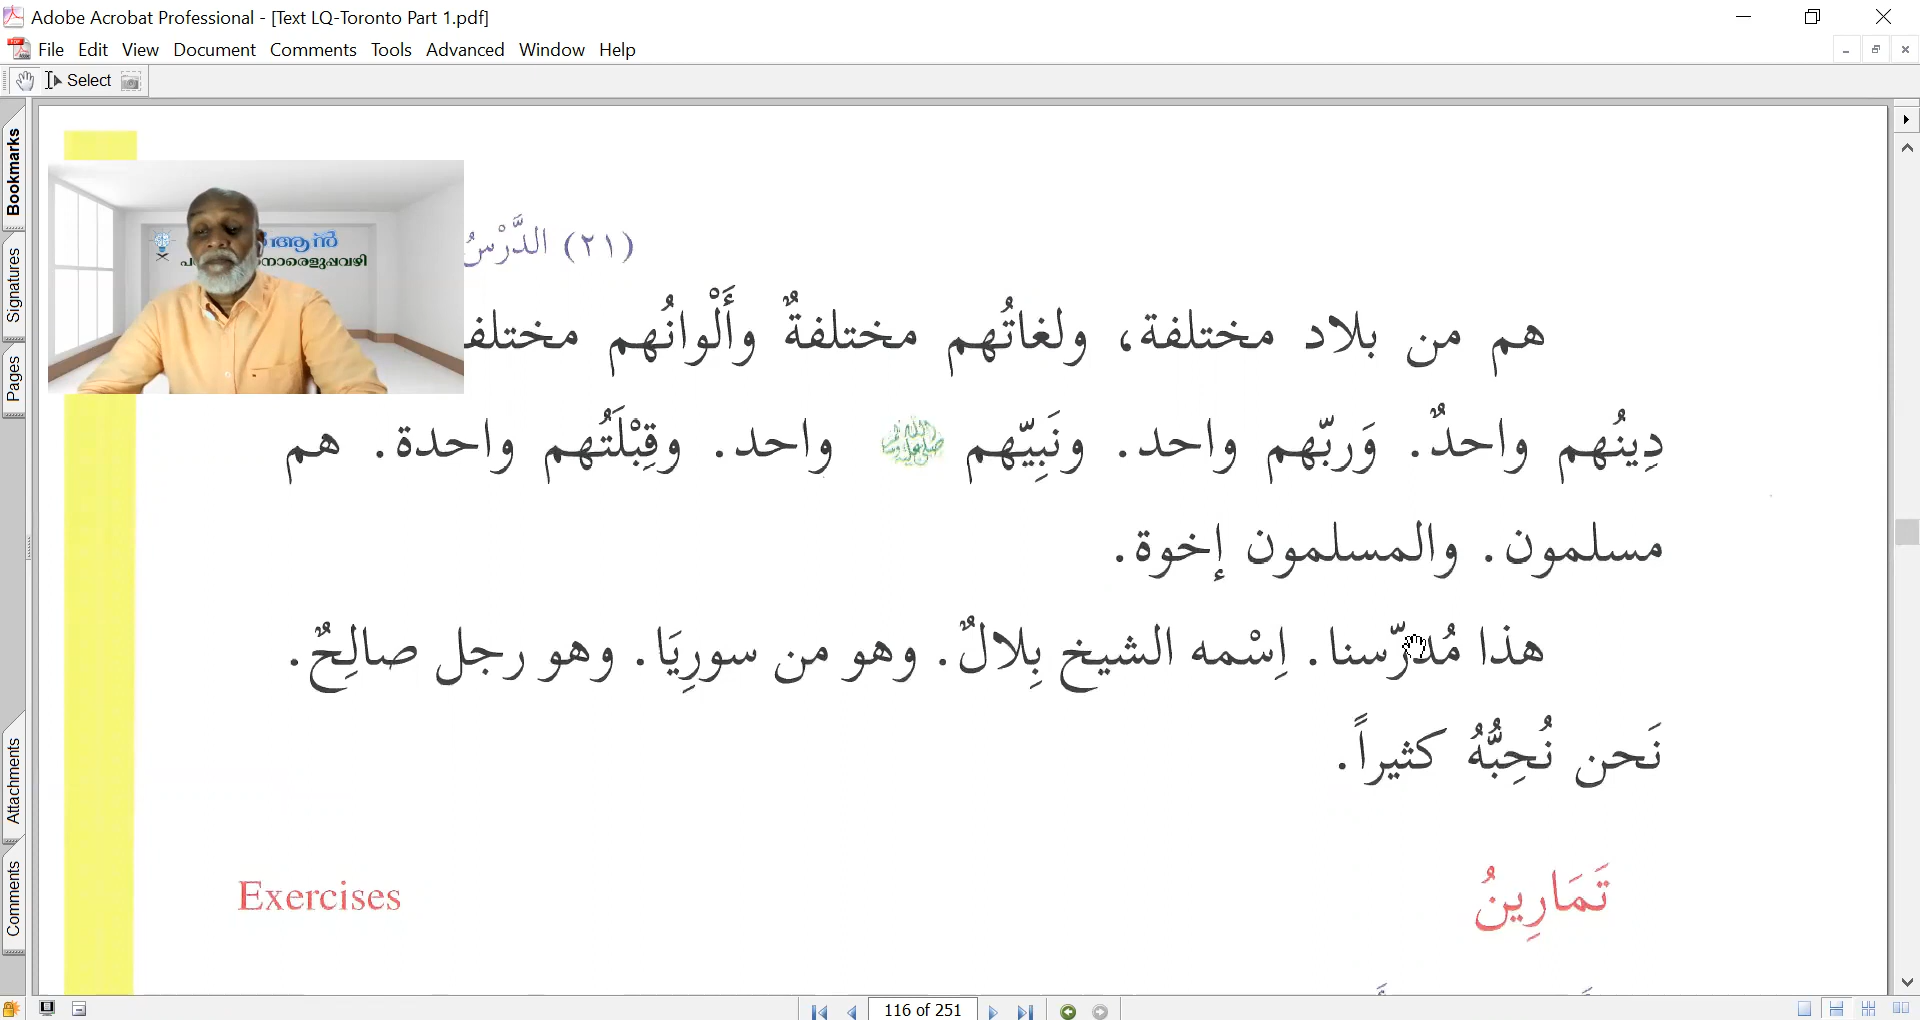 Adobe Acrobat Professional - [Text LQ-Toronto Part 1.pdf]
File Edit View Document Comments Tools Advanced Window Help
Select
Bookmarks
Signatures
Pages
Attachments
Comments
(٢١) الدَّرْسُ
هم من بلاد مختلفة، ولغاتُهم مختلفةٌ وأَلْوانُهم
دِينُهم واحدٌ. وَربّهم واحد. ونَبِيّهم ﷺ واحد. وقِبْلَتُهم واحدة. هم
مسلمون. والمسلمون إخوة.
هذا مُدرّسنا. اِسْمه الشيخ بِلالٌ. وهو من سورِيَا. وهو رجل صالِحٌ.
نَحن نُحِبُّهُ كثيراً.
Exercises
تَمَارِينُ
116 of 251